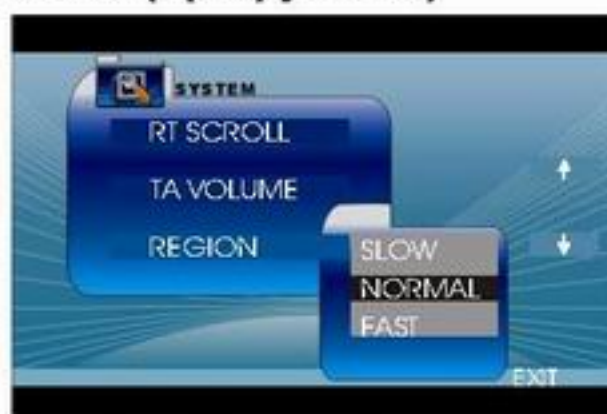 SYSTEM
RT SCROLL
TA VOLUME
REGION
SLOW
NORMAL
FAST
EXIT